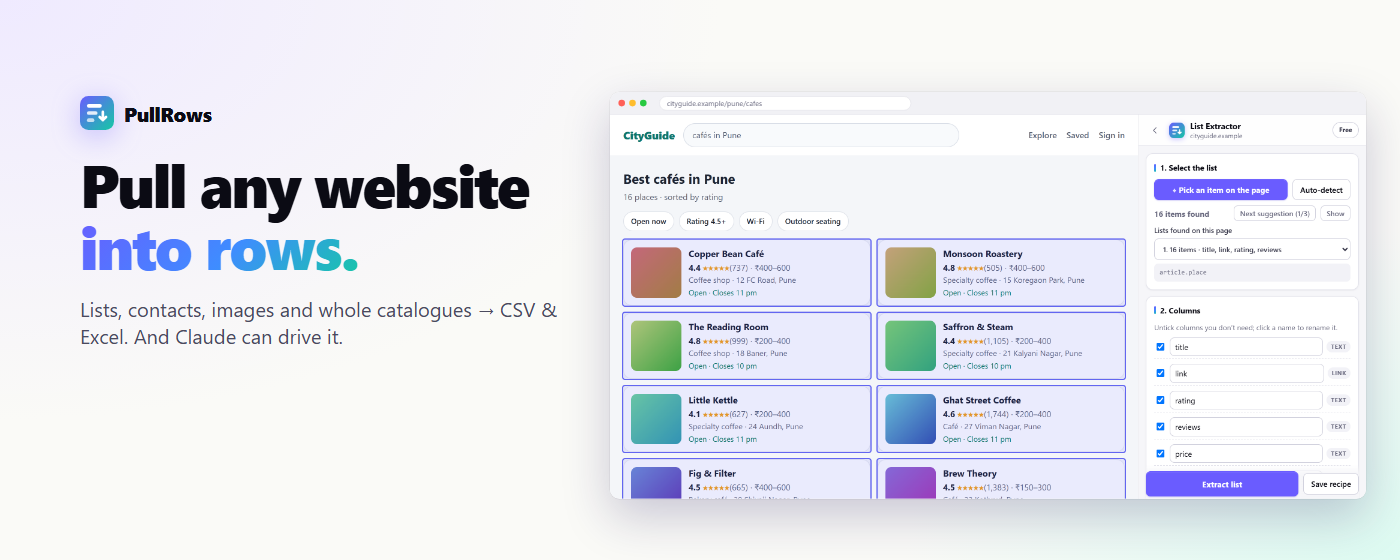 PullRows
Pull any website
into rows.
Lists, contacts, images and whole catalogues → CSV &
Excel. And Claude can drive it.
cityguide.example/pune/cafes
CityGuide
cafés in Pune
Explore Saved Sign in
Best cafés in Pune
16 places · sorted by rating
Open now
Rating 4.5+
Wi-Fi
Outdoor seating
Copper Bean Café
4.4 ★★★★★(737) · ₹400–600
Coffee shop · 12 FC Road, Pune
Open · Closes 11 pm
Monsoon Roastery
4.8 ★★★★★(505) · ₹400–600
Specialty coffee · 15 Koregaon Park, Pune
Open · Closes 11 pm
The Reading Room
4.8 ★★★★★(999) · ₹200–400
Coffee shop · 18 Baner, Pune
Open · Closes 10 pm
Saffron & Steam
4.4 ★★★★★(1,105) · ₹200–400
Specialty coffee · 21 Kalyani Nagar, Pune
Open · Closes 10 pm
Little Kettle
4.1 ★★★★★(627) · ₹200–400
Specialty coffee · 24 Aundh, Pune
Open · Closes 11 pm
Ghat Street Coffee
4.6 ★★★★★(1,744) · ₹200–400
Café · 27 Viman Nagar, Pune
Open · Closes 11 pm
Fig & Filter
4.5 ★★★★★(665) · ₹400–600
Brew Theory
4.5 ★★★★★(1,383) · ₹150–300
List Extractor
cityguide.example
Free
1. Select the list
+ Pick an item on the page
Auto-detect
16 items found
Next suggestion (1/3)
Show
Lists found on this page
1. 16 items · title, link, rating, reviews
article.place
2. Columns
Untick columns you don't need; click a name to rename it.
title TEXT
link LINK
rating TEXT
reviews TEXT
price TEXT
Extract list
Save recipe